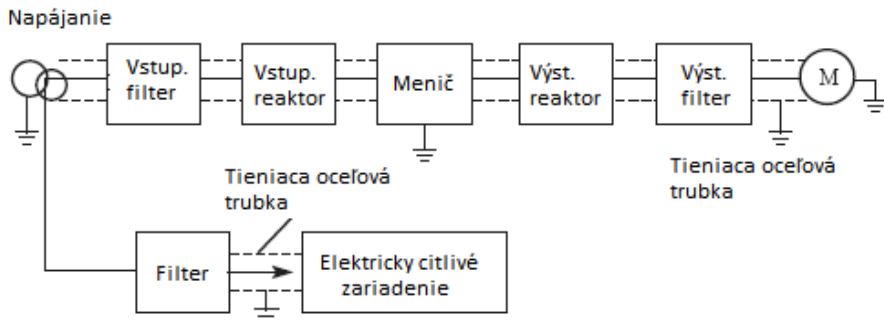 Napájanie
Vstup.
filter
Vstup.
reaktor
Menič
Výst.
reaktor
Výst.
filter
M
Tieniaca oceľová
trubka
Tieniaca oceľová
trubka
Filter
Elektricky citlivé
zariadenie